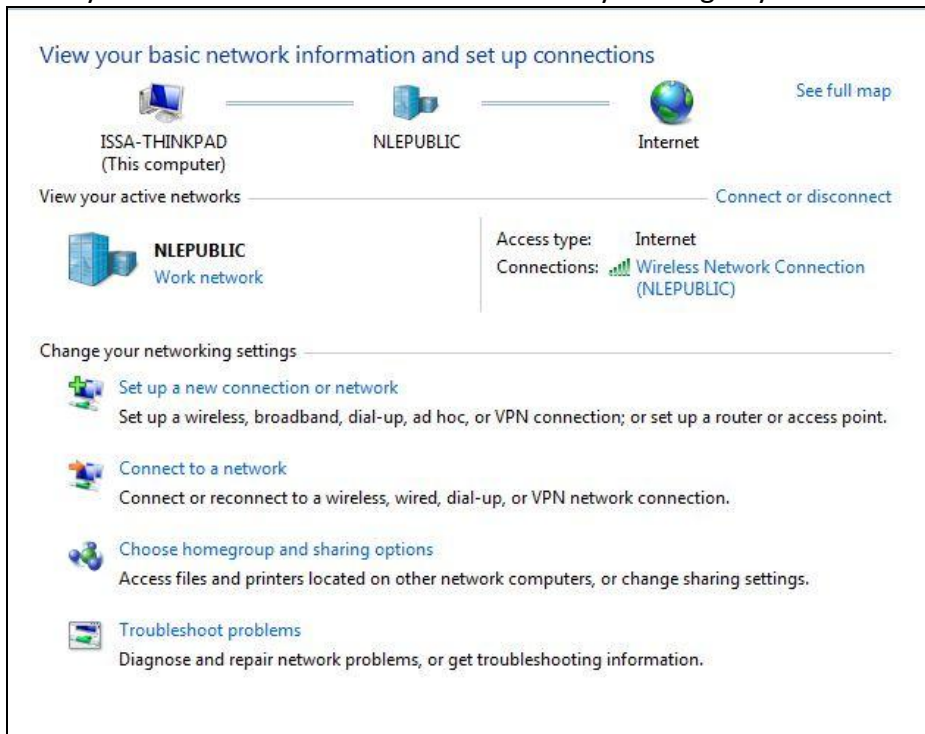 View your basic network information and set up connections
See full map
ISSA-THINKPAD
(This computer)
NLEPUBLIC
Internet
View your active networks
Connect or disconnect
NLEPUBLIC
Work network
Access type: Internet
Connections: Wireless Network Connection
(NLEPUBLIC)
Change your networking settings
Set up a new connection or network
Set up a wireless, broadband, dial-up, ad hoc, or VPN connection; or set up a router or access point.
Connect to a network
Connect or reconnect to a wireless, wired, dial-up, or VPN network connection.
Choose homegroup and sharing options
Access files and printers located on other network computers, or change sharing settings.
Troubleshoot problems
Diagnose and repair network problems, or get troubleshooting information.